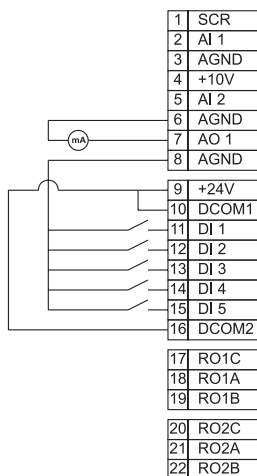 1 SCR
2 AI 1
3 AGND
4 +10V
5 AI 2
6 AGND
mA 7 AO 1
8 AGND
9 +24V
10 DCOM1
11 DI 1
12 DI 2
13 DI 3
14 DI 4
15 DI 5
16 DCOM2
17 RO1C
18 RO1A
19 RO1B
20 RO2C
21 RO2A
22 RO2B